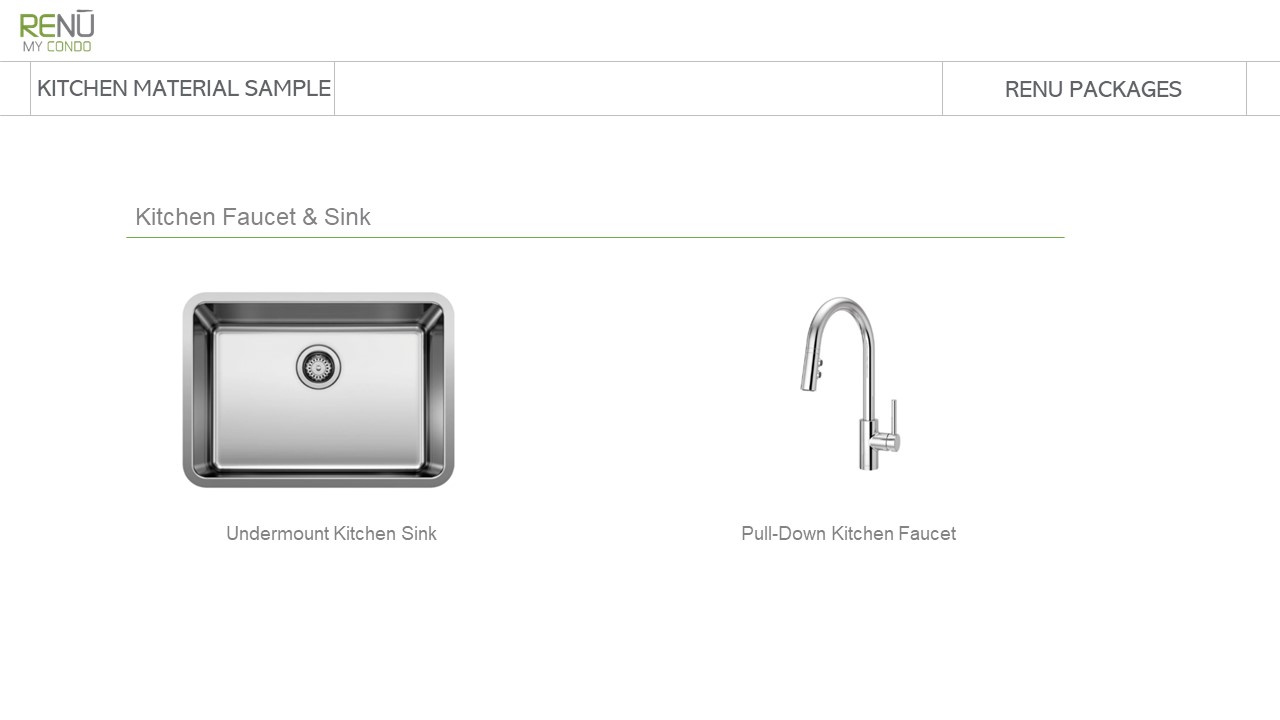 RENŪ
MY CONDO
KITCHEN MATERIAL SAMPLE
RENU PACKAGES
Kitchen Faucet & Sink
Undermount Kitchen Sink
Pull-Down Kitchen Faucet